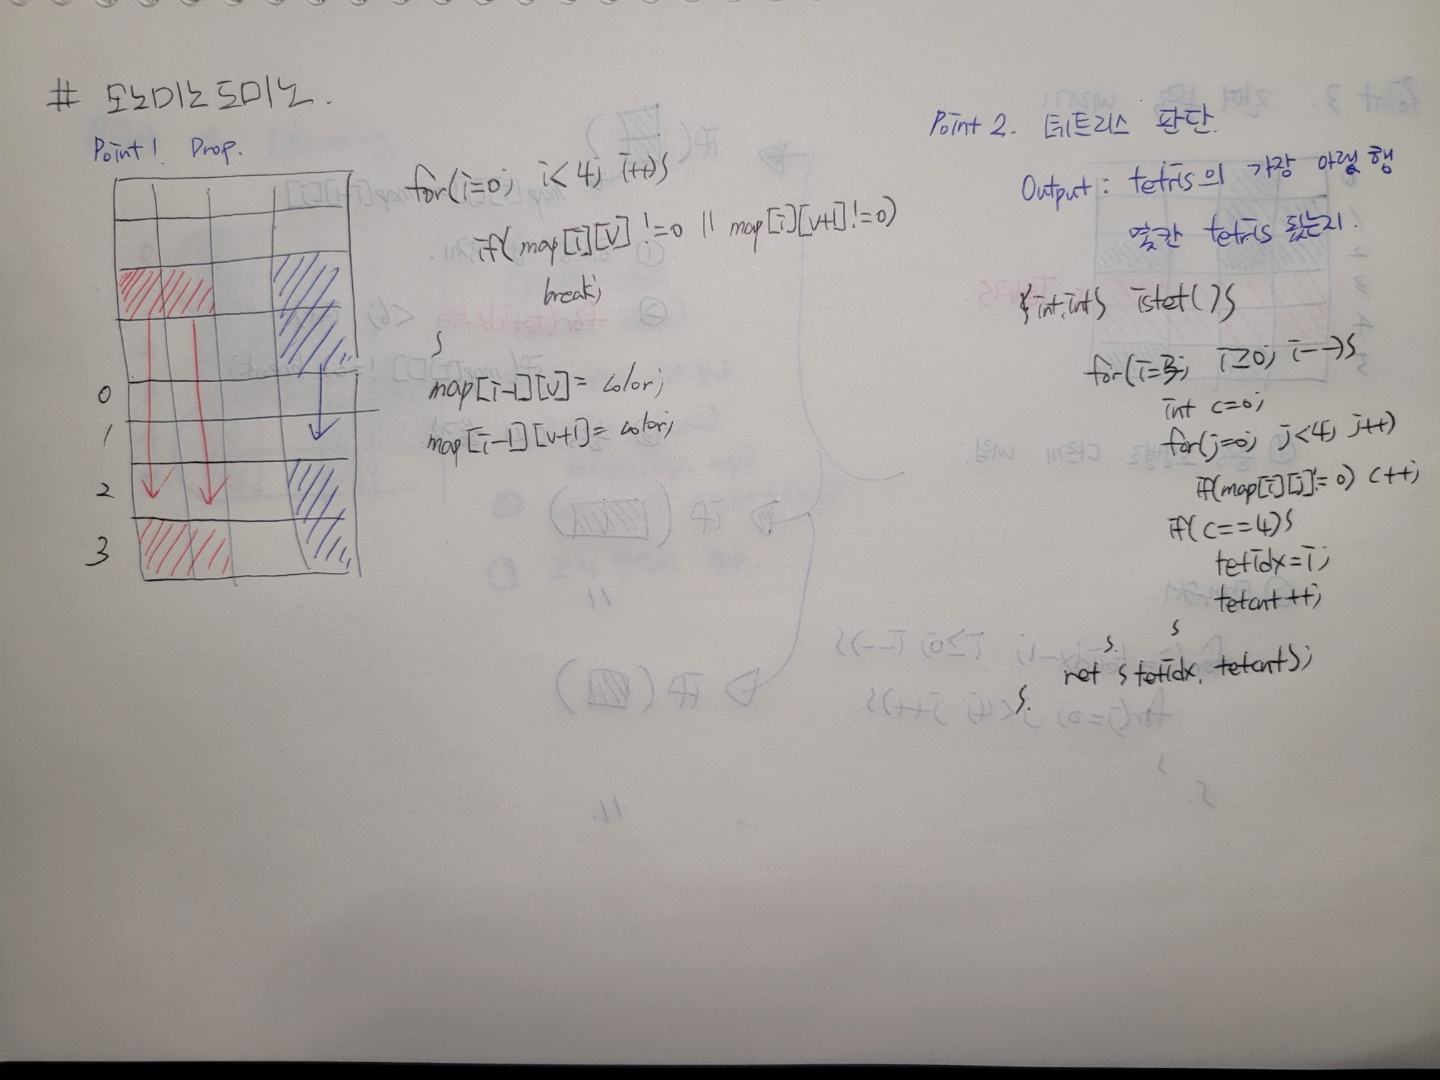 # 모노미노도미노.
Point 1. Drop.
0
1
2
3
for(i=0; i<4; i++){
if(map[i][v]!=0 || map[i][v+1]!=0)
break;
}
map[i-1][v]= color;
map[i-1][v+1]= color;
Point 2. 테트리스 판단.
Output : tetris의 가장 아랫 행
몇칸 tetris 됬는지.
{int,int} istet(){
for(i=3; i≥0; i--){
int c=0;
for(j=0; j<4; j++)
if(map[i][j]!=0) c++;
if(c==4){
tetidx=i;
tetcnt++;
}
}
ret {tetidx, tetcnt};
}.